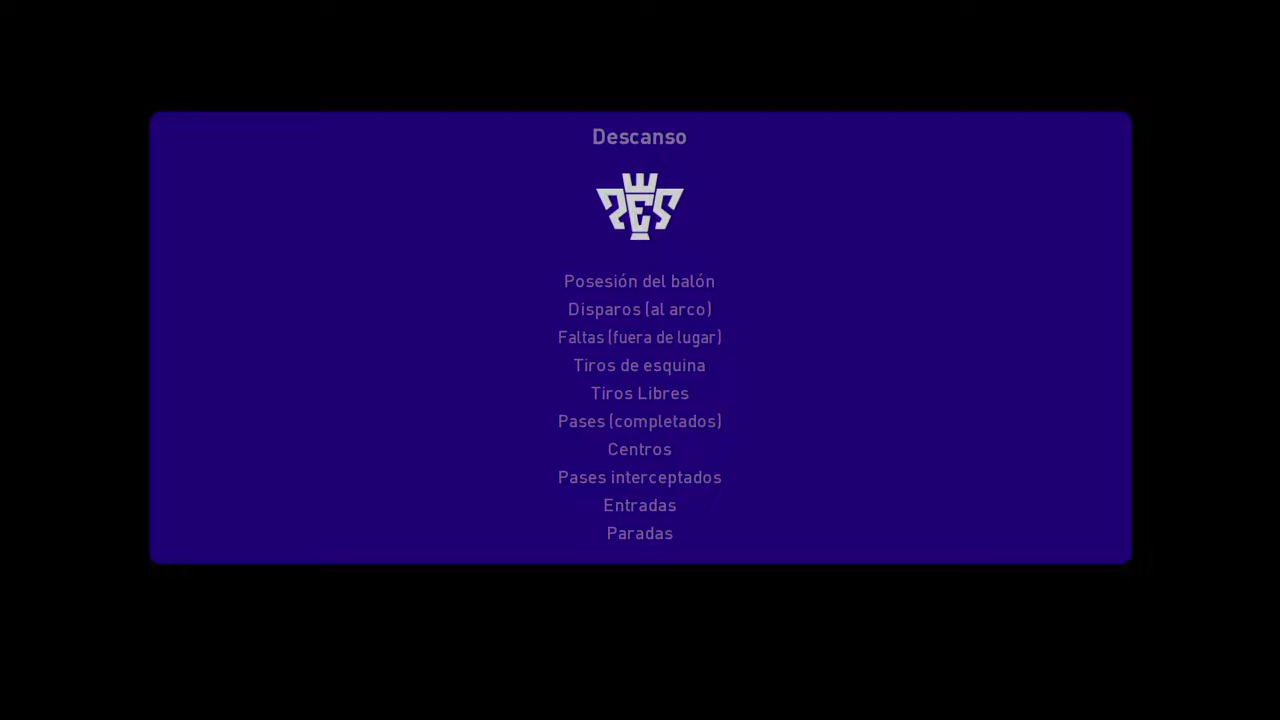 Descanso
PES
Posesión del balón
Disparos (al arco)
Faltas (fuera de lugar)
Tiros de esquina
Tiros Libres
Pases (completados)
Centros
Pases interceptados
Entradas
Paradas